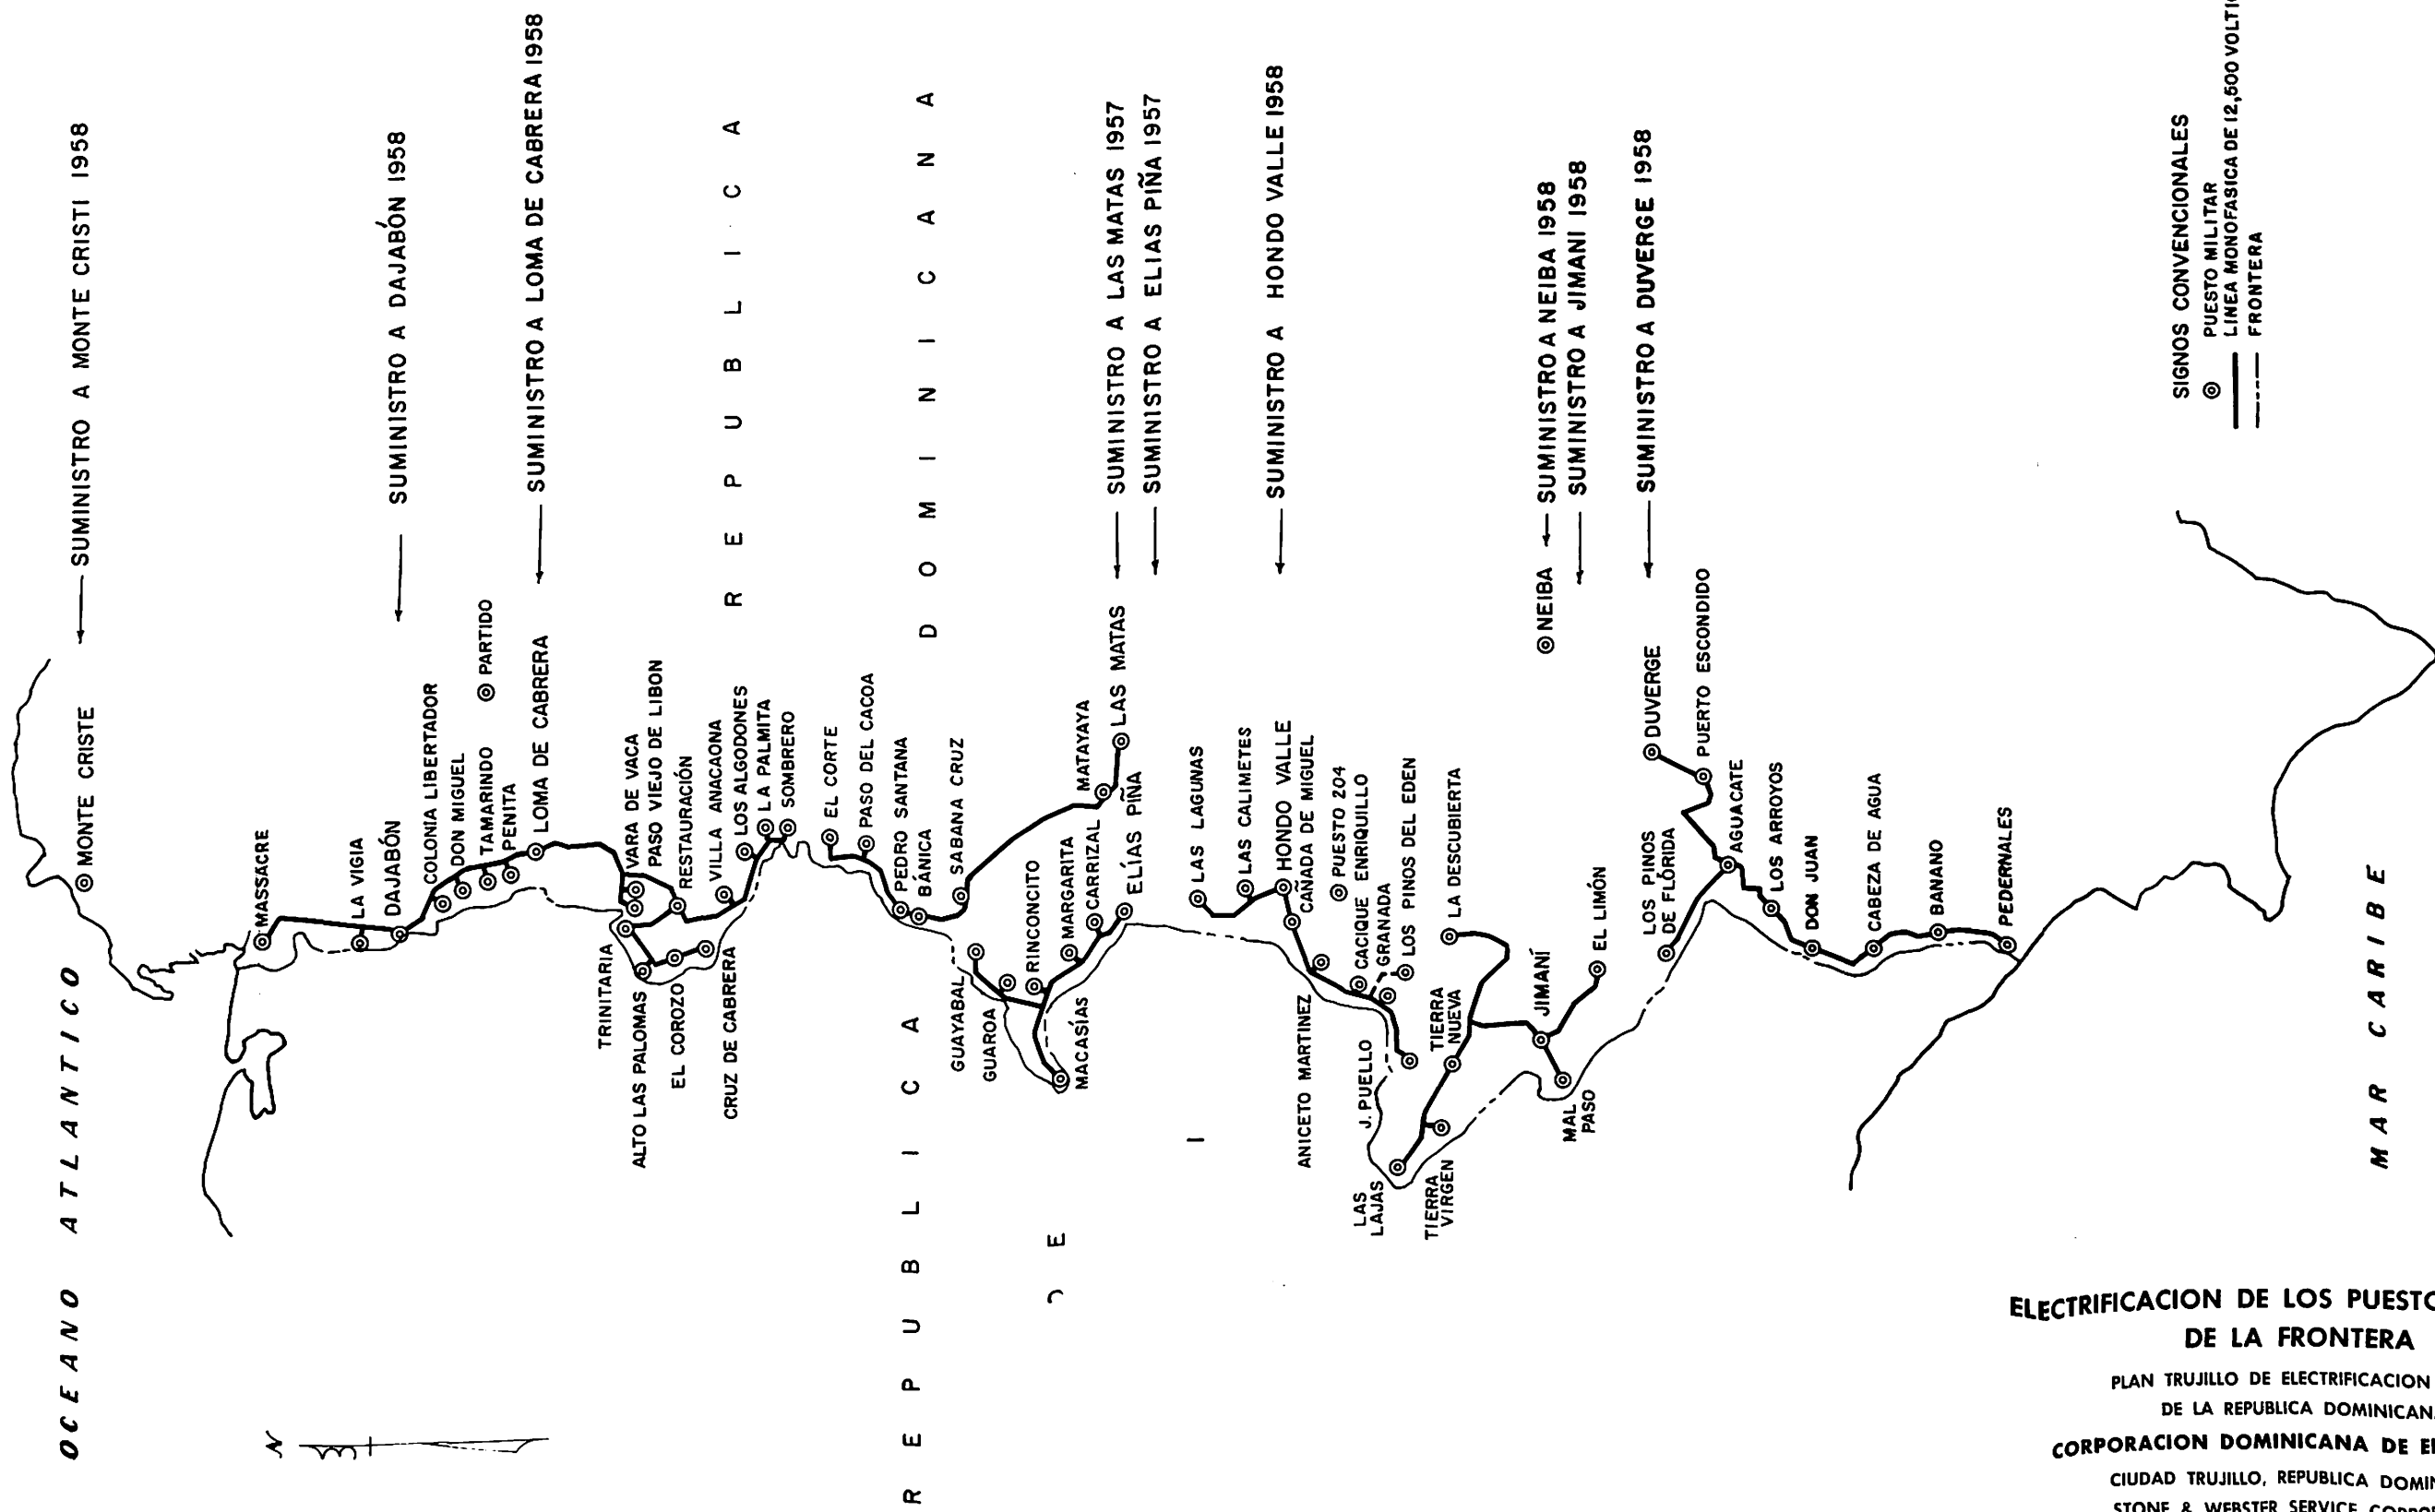 OCEANO ATLANTICO
MONTE CRISTE
SUMINISTRO A MONTE CRISTI 1958
MASSACRE
LA VIGIA
DAJABÓN
SUMINISTRO A DAJABÓN 1958
COLONIA LIBERTADOR
DON MIGUEL
TAMARINDO
PARTIDO
PENITA
LOMA DE CABRERA
SUMINISTRO A LOMA DE CABRERA 1958
TRINITARIA
VARA DE VACA
PASO VIEJO DE LIBON
ALTO LAS PALOMAS
RESTAURACIÓN
EL COROZO
VILLA ANACAONA
CRUZ DE CABRERA
LOS ALGODONES
LA PALMITA
SOMBRERO
REPUBLICA
EL CORTE
PASO DEL CACOA
PEDRO SANTANA
BÁNICA
DOMINICANA
REPUBLICA
SABANA CRUZ
GUAYABAL
GUAROA
RINCONCITO
DE
MACASÍAS
MARGARITA
MATAYAYA
CARRIZAL
LAS MATAS
SUMINISTRO A LAS MATAS 1957
ELÍAS PIÑA
SUMINISTRO A ELIAS PIÑA 1957
I
LAS LAGUNAS
LAS CALIMETES
HONDO VALLE
SUMINISTRO A HONDO VALLE 1958
CAÑADA DE MIGUEL
ANICETO MARTINEZ
PUESTO 204
CACIQUE ENRIQUILLO
J. PUELLO
GRANADA
LOS PINOS DEL EDEN
LAS
LAJAS
TIERRA
NUEVA
LA DESCUBIERTA
TIERRA
VIRGEN
JIMANÍ
NEIBA
SUMINISTRO A NEIBA 1958
SUMINISTRO A JIMANI 1958
MAL
PASO
EL LIMÓN
DUVERGE
SUMINISTRO A DUVERGE 1958
LOS PINOS
DE FLÓRIDA
PUERTO ESCONDIDO
AGUACATE
LOS ARROYOS
DON JUAN
CABEZA DE AGUA
BANANO
PEDERNALES
MAR CARIBE
N
SIGNOS CONVENCIONALES
PUESTO MILITAR
LINEA MONOFASICA DE 12,500 VOLTI
FRONTERA
ELECTRIFICACION DE LOS PUESTO
DE LA FRONTERA
PLAN TRUJILLO DE ELECTRIFICACION
DE LA REPUBLICA DOMINICAN
CORPORACION DOMINICANA DE E
CIUDAD TRUJILLO, REPUBLICA DOMI
STONE & WEBSTER SERVICE CORPO